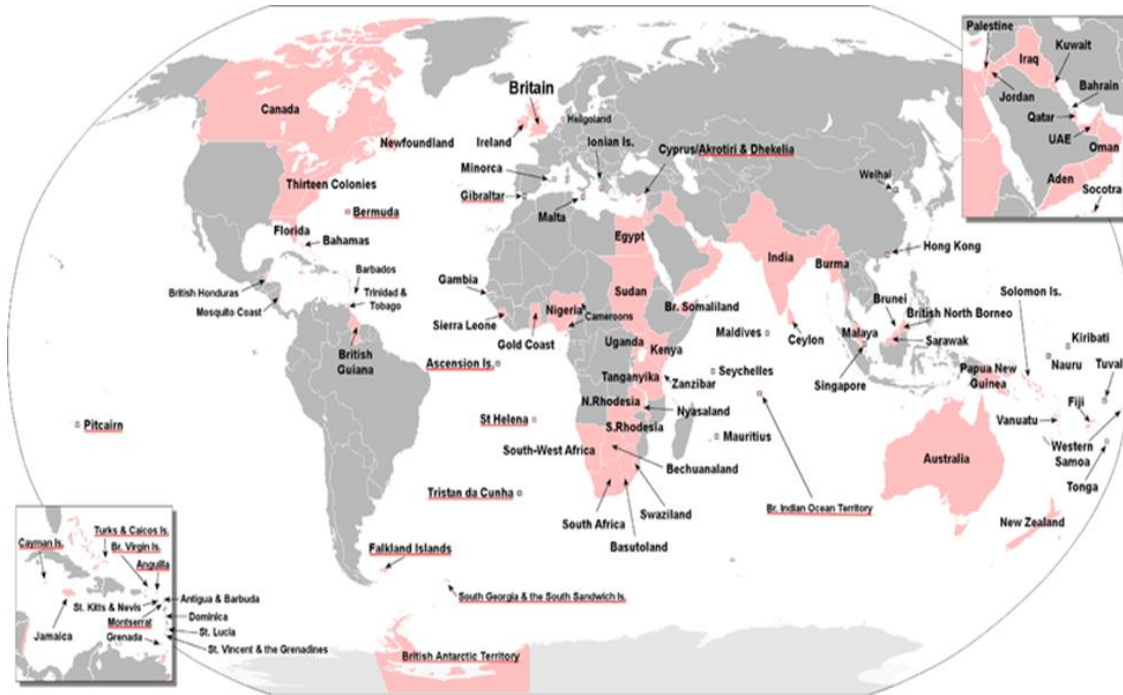 Palestine
Kuwait
Iraq
Bahrain
Jordan
Qatar
UAE
Oman
Aden
Socotra
Canada
Britain
Heligoland
Newfoundland
Ireland
Ionian Is.
Cyprus/Akrotiri & Dhekelia
Minorca
Weihai
Thirteen Colonies
Gibraltar
Bermuda
Malta
Florida
Bahamas
Egypt
India
Burma
Hong Kong
Barbados
British Honduras
Trinidad &
Tobago
Mosquito Coast
Gambia
Sudan
Br. Somaliland
Brunei
Solomon Is.
British North Borneo
Sierra Leone
Nigeria
Cameroons
Maldives
Ceylon
Malaya
Sarawak
Kiribati
Gold Coast
Uganda
Kenya
British
Guiana
Ascension Is.
Singapore
Nauru
Tuval
Seychelles
Papua New
Guinea
Tanganyika
Zanzibar
N.Rhodesia
Nyasaland
Fiji
Pitcairn
St Helena
S.Rhodesia
Mauritius
Vanuatu
Western
Samoa
South-West Africa
Bechuanaland
Australia
Tonga
Tristan da Cunha
Swaziland
Br. Indian Ocean Territory
South Africa
Basutoland
New Zealand
Falkland Islands
South Georgia & the South Sandwich Is.
British Antarctic Territory
Turks & Caicos Is.
Cayman Is.
Br. Virgin Is.
Anguilla
Antigua & Barbuda
St. Kitts & Nevis
Montserrat
Dominica
Jamaica
St. Lucia
Grenada
St. Vincent & the Grenadines